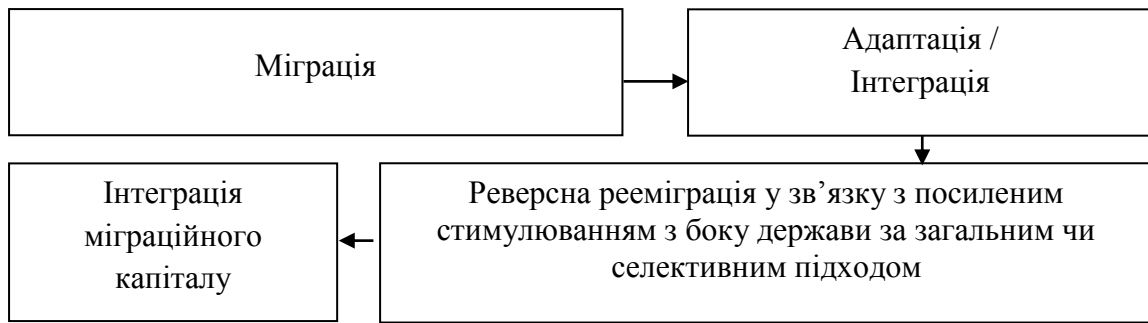 Міграція
Адаптація /
Інтеграція
Реверсна рееміграція у зв’язку з посиленим
стимулюванням з боку держави за загальним чи
селективним підходом
Інтеграція
міграційного
капіталу